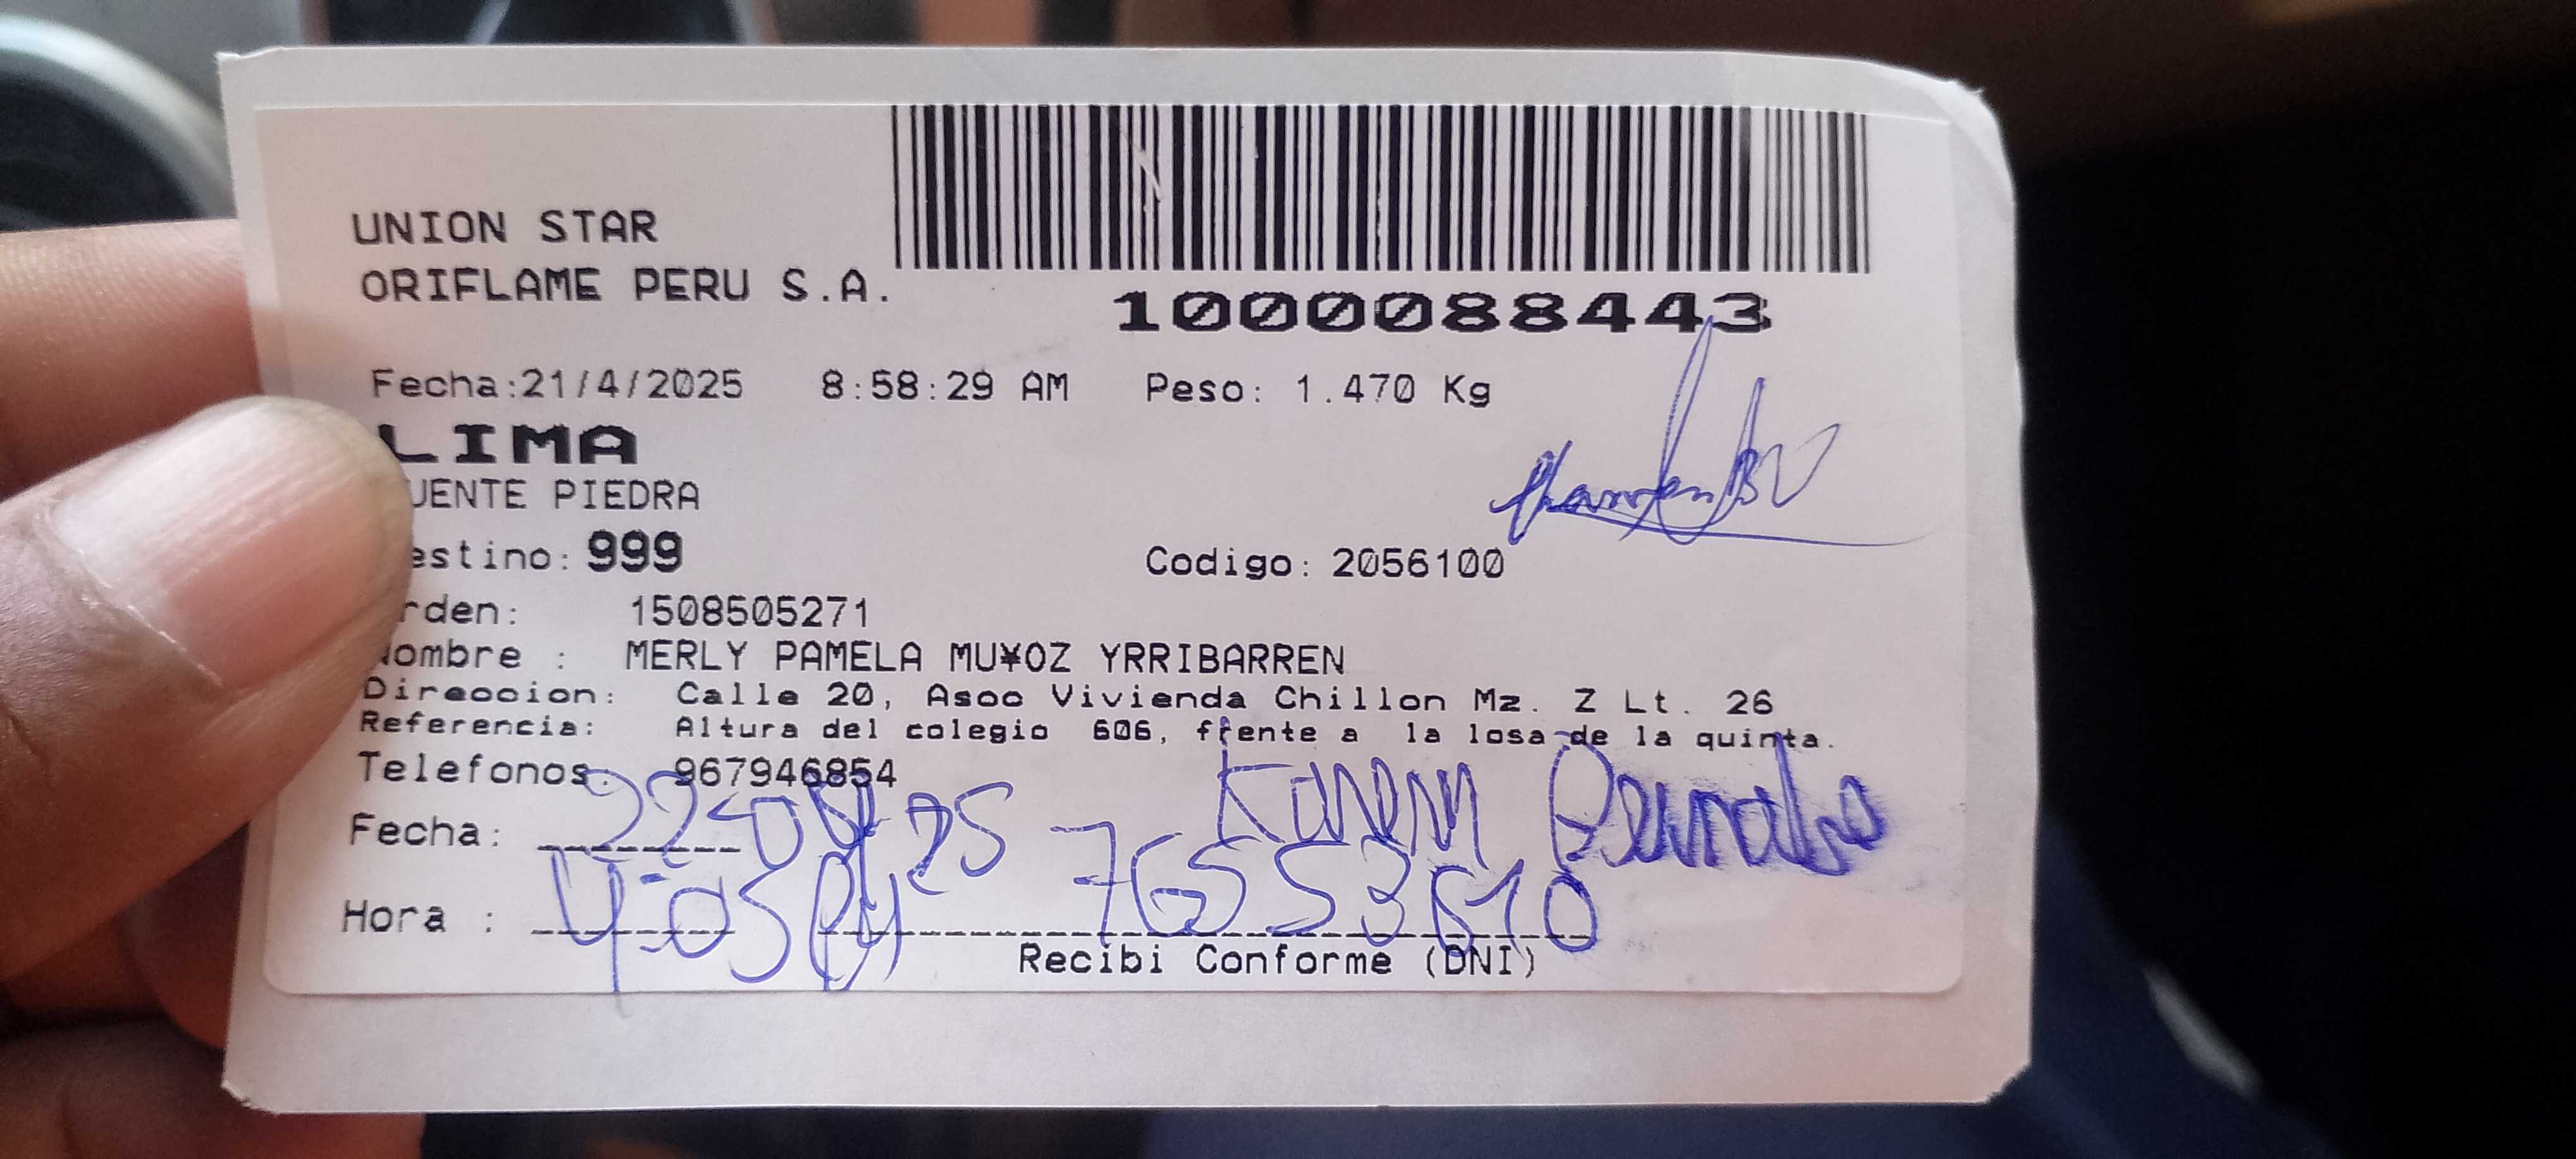 UNION STAR
ORIFLAME PERU S.A.
1000088443
Fecha:21/4/2025 8:58:29 AM Peso: 1.470 Kg
LIMA
UENTE PIEDRA
estino: 999 Codigo: 2056100
rden: 1508505271
ombre : MERLY PAMELA MU¥OZ YRRIBARREN
Direccion: Calle 20, Asoc Vivienda Chillon Mz. Z Lt. 26
Referencia: Altura del colegio 606, frente a la losa de la quinta.
Telefonos. 967946854
Karen
Fecha: 22-04-25
Hora : 4:05 PM
Recibi Conforme (DNI)